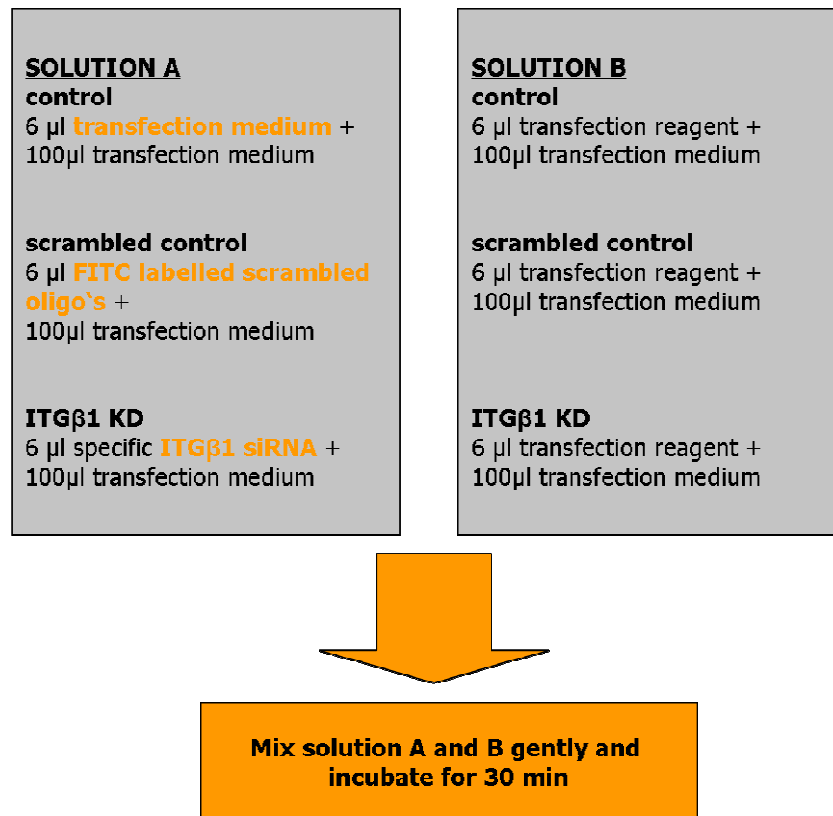 SOLUTION A
control
6 µl transfection medium +
100µl transfection medium
scrambled control
6 µl FITC labelled scrambled
oligo`s +
100µl transfection medium
ITGβ1 KD
6 µl specific ITGβ1 siRNA +
100µl transfection medium
SOLUTION B
control
6 µl transfection reagent +
100µl transfection medium
scrambled control
6 µl transfection reagent +
100µl transfection medium
ITGβ1 KD
6 µl transfection reagent +
100µl transfection medium
Mix solution A and B gently and
incubate for 30 min